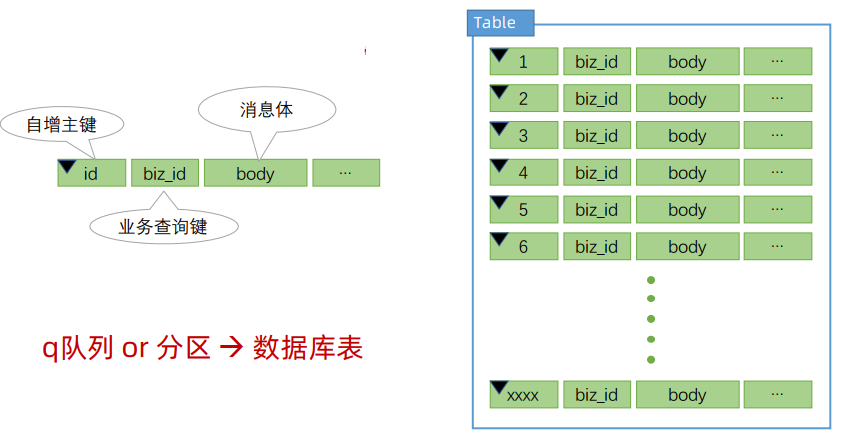 自增主键
消息体
id biz_id body ...
业务查询键
q队列 or 分区 → 数据库表
Table
1 biz_id body ...
2 biz_id body ...
3 biz_id body ...
4 biz_id body ...
5 biz_id body ...
6 biz_id body ...
xxxx biz_id body ...